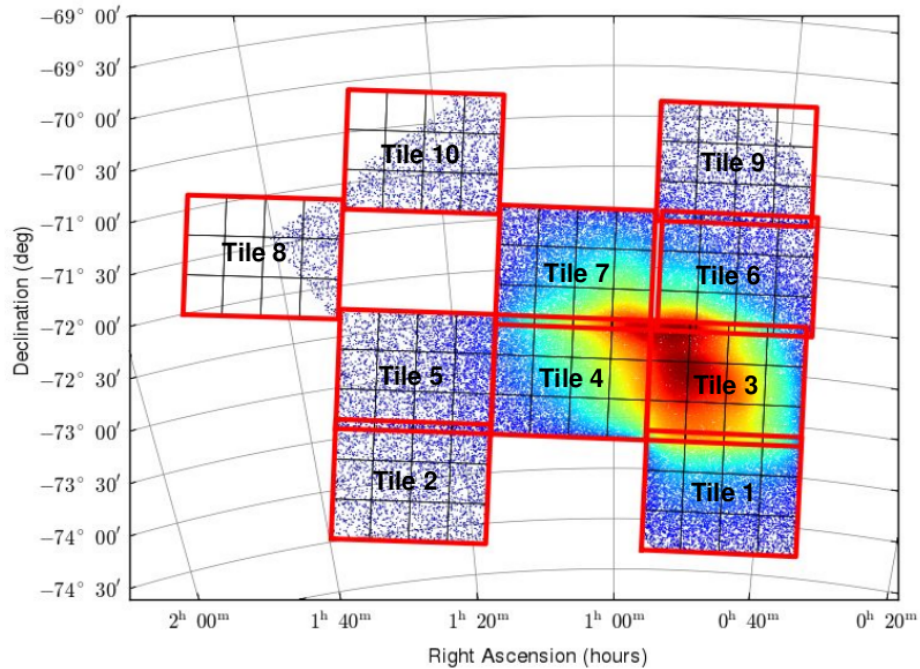 −69° 00′
−69° 30′
−70° 00′
−70° 30′
−71° 00′
−71° 30′
−72° 00′
−72° 30′
−73° 00′
−73° 30′
−74° 00′
−74° 30′
Declination (deg)
Tile 10
Tile 9
Tile 8
Tile 7
Tile 6
Tile 5
Tile 4
Tile 3
Tile 2
Tile 1
2ʰ 00ᵐ
1ʰ 40ᵐ
1ʰ 20ᵐ
1ʰ 00ᵐ
0ʰ 40ᵐ
0ʰ 20ᵐ
Right Ascension (hours)